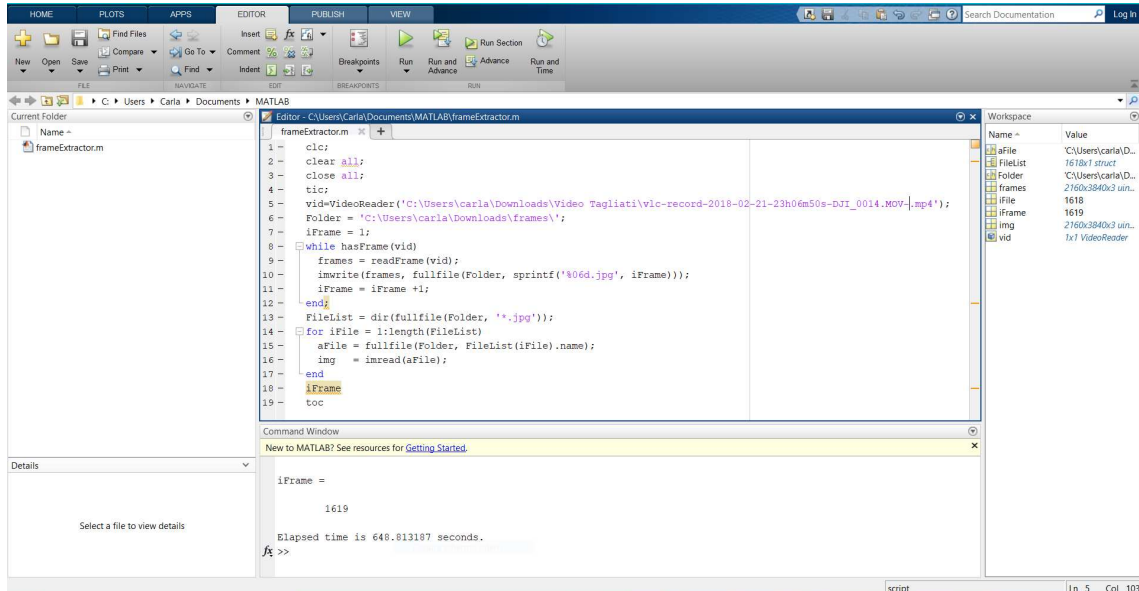 HOME PLOTS APPS EDITOR PUBLISH VIEW Search Documentation Log In
New Open Save Find Files Compare Print Go To Find Insert fx Comment % Indent Breakpoints Run Run and Advance Run Section Advance Run and Time
FILE NAVIGATE EDIT BREAKPOINTS RUN
C: Users Carla Documents MATLAB
Current Folder
Name
frameExtractor.m
Details
Select a file to view details
Editor - C:\Users\Carla\Documents\MATLAB\frameExtractor.m
frameExtractor.m × +
1 - clc;
2 - clear all;
3 - close all;
4 - tic;
5 - vid=VideoReader('C:\Users\carla\Downloads\Video Tagliati\vlc-record-2018-02-21-23h06m50s-DJI_0014.MOV-.mp4');
6 - Folder = 'C:\Users\carla\Downloads\frames\';
7 - iFrame = 1;
8 - while hasFrame(vid)
9 - frames = readFrame(vid);
10 - imwrite(frames, fullfile(Folder, sprintf('%06d.jpg', iFrame)));
11 - iFrame = iFrame +1;
12 - end;
13 - FileList = dir(fullfile(Folder, '*.jpg'));
14 - for iFile = 1:length(FileList)
15 - aFile = fullfile(Folder, FileList(iFile).name);
16 - img = imread(aFile);
17 - end
18 - iFrame
19 - toc
Command Window
New to MATLAB? See resources for Getting Started.
iFrame =
1619
Elapsed time is 648.813187 seconds.
fx >>
Workspace
Name Value
aFile 'C:\Users\carla\D...
FileList 1618x1 struct
Folder 'C:\Users\carla\D...
frames 2160x3840x3 uin...
iFile 1618
iFrame 1619
img 2160x3840x3 uin...
vid 1x1 VideoReader
script Ln 5 Col 103